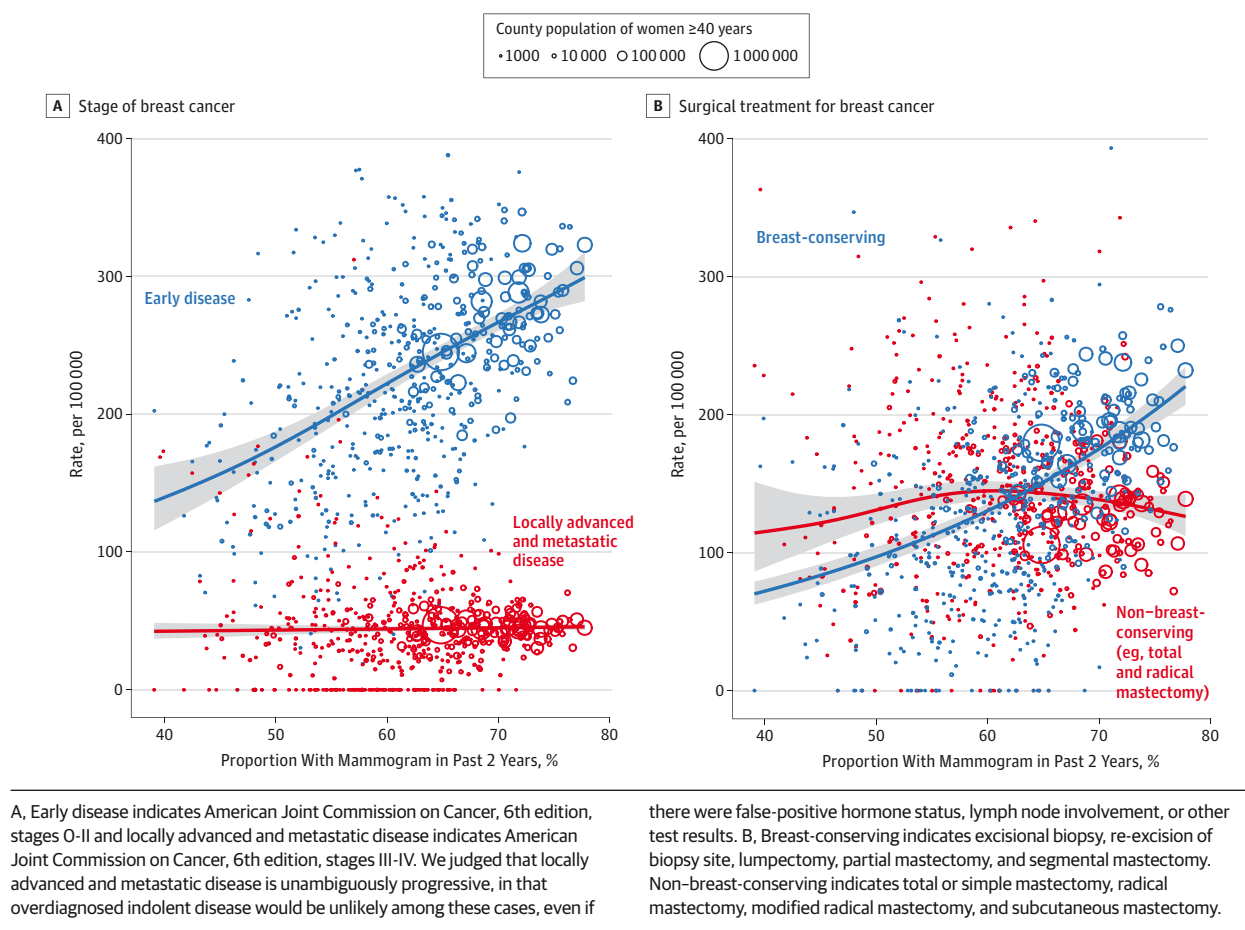 County population of women ≥40 years
1000 10 000 100 000 1 000 000
A Stage of breast cancer
400
300
200
100
0
Rate, per 100 000
Early disease
Locally advanced
and metastatic
disease
40 50 60 70 80
Proportion With Mammogram in Past 2 Years, %
B Surgical treatment for breast cancer
400
300
200
100
0
Rate, per 100 000
Breast-conserving
Non–breast-
conserving
(eg, total
and radical
mastectomy)
40 50 60 70 80
Proportion With Mammogram in Past 2 Years, %
A, Early disease indicates American Joint Commission on Cancer, 6th edition,
stages 0-II and locally advanced and metastatic disease indicates American
Joint Commission on Cancer, 6th edition, stages III-IV. We judged that locally
advanced and metastatic disease is unambiguously progressive, in that
overdiagnosed indolent disease would be unlikely among these cases, even if
there were false-positive hormone status, lymph node involvement, or other
test results. B, Breast-conserving indicates excisional biopsy, re-excision of
biopsy site, lumpectomy, partial mastectomy, and segmental mastectomy.
Non–breast-conserving indicates total or simple mastectomy, radical
mastectomy, modified radical mastectomy, and subcutaneous mastectomy.